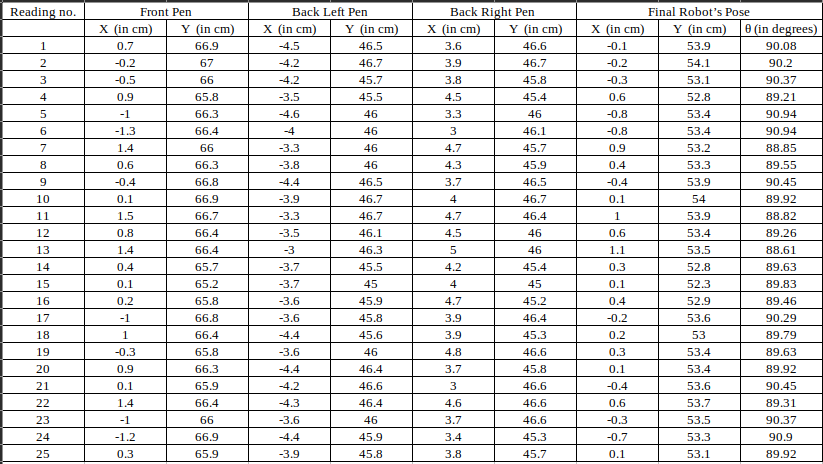 Reading no. Front Pen Back Left Pen Back Right Pen Final Robot's Pose
X (in cm) Y (in cm) X (in cm) Y (in cm) X (in cm) Y (in cm) X (in cm) Y (in cm) θ (in degrees)
1 0.7 66.9 -4.5 46.5 3.6 46.6 -0.1 53.9 90.08
2 -0.2 67 -4.2 46.7 3.9 46.7 -0.2 54.1 90.2
3 -0.5 66 -4.2 45.7 3.8 45.8 -0.3 53.1 90.37
4 0.9 65.8 -3.5 45.5 4.5 45.4 0.6 52.8 89.21
5 -1 66.3 -4.6 46 3.3 46 -0.8 53.4 90.94
6 -1.3 66.4 -4 46 3 46.1 -0.8 53.4 90.94
7 1.4 66 -3.3 46 4.7 45.7 0.9 53.2 88.85
8 0.6 66.3 -3.8 46 4.3 45.9 0.4 53.3 89.55
9 -0.4 66.8 -4.4 46.5 3.7 46.5 -0.4 53.9 90.45
10 0.1 66.9 -3.9 46.7 4 46.7 0.1 54 89.92
11 1.5 66.7 -3.3 46.7 4.7 46.4 1 53.9 88.82
12 0.8 66.4 -3.5 46.1 4.5 46 0.6 53.4 89.26
13 1.4 66.4 -3 46.3 5 46 1.1 53.5 88.61
14 0.4 65.7 -3.7 45.5 4.2 45.4 0.3 52.8 89.63
15 0.1 65.2 -3.7 45 4 45 0.1 52.3 89.83
16 0.2 65.8 -3.6 45.9 4.7 45.2 0.4 52.9 89.46
17 -1 66.8 -3.6 45.8 3.9 46.4 -0.2 53.6 90.29
18 1 66.4 -4.4 45.6 3.9 45.3 0.2 53 89.79
19 -0.3 65.8 -3.6 46 4.8 46.6 0.3 53.4 89.63
20 0.9 66.3 -4.4 46.4 3.7 45.8 0.1 53.4 89.92
21 0.1 65.9 -4.2 46.6 3 46.6 -0.4 53.6 90.45
22 1.4 66.4 -4.3 46.4 4.6 46.6 0.6 53.7 89.31
23 -1 66 -3.6 46 3.7 46.6 -0.3 53.5 90.37
24 -1.2 66.9 -4.4 45.9 3.4 45.3 -0.7 53.3 90.9
25 0.3 65.9 -3.9 45.8 3.8 45.7 0.1 53.1 89.92